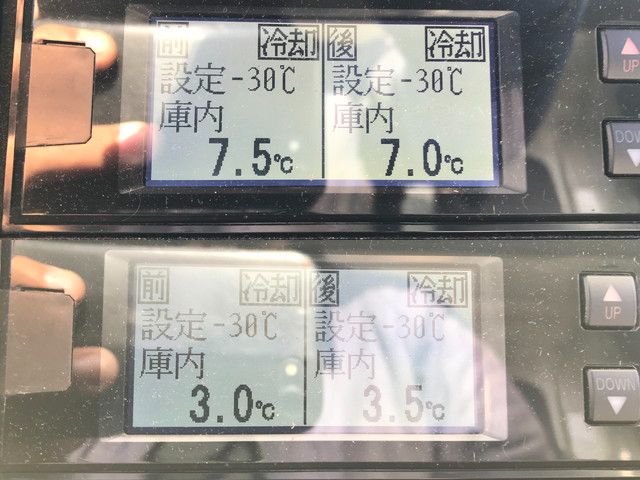 前 冷却 後 冷却
設定-30℃ 設定-30℃
庫内 庫内
7.5℃ 7.0℃
UP
DOWN
前 冷却 後 冷却
設定-30℃ 設定-30℃
庫内 庫内
3.0℃ 3.5℃
UP
DOWN